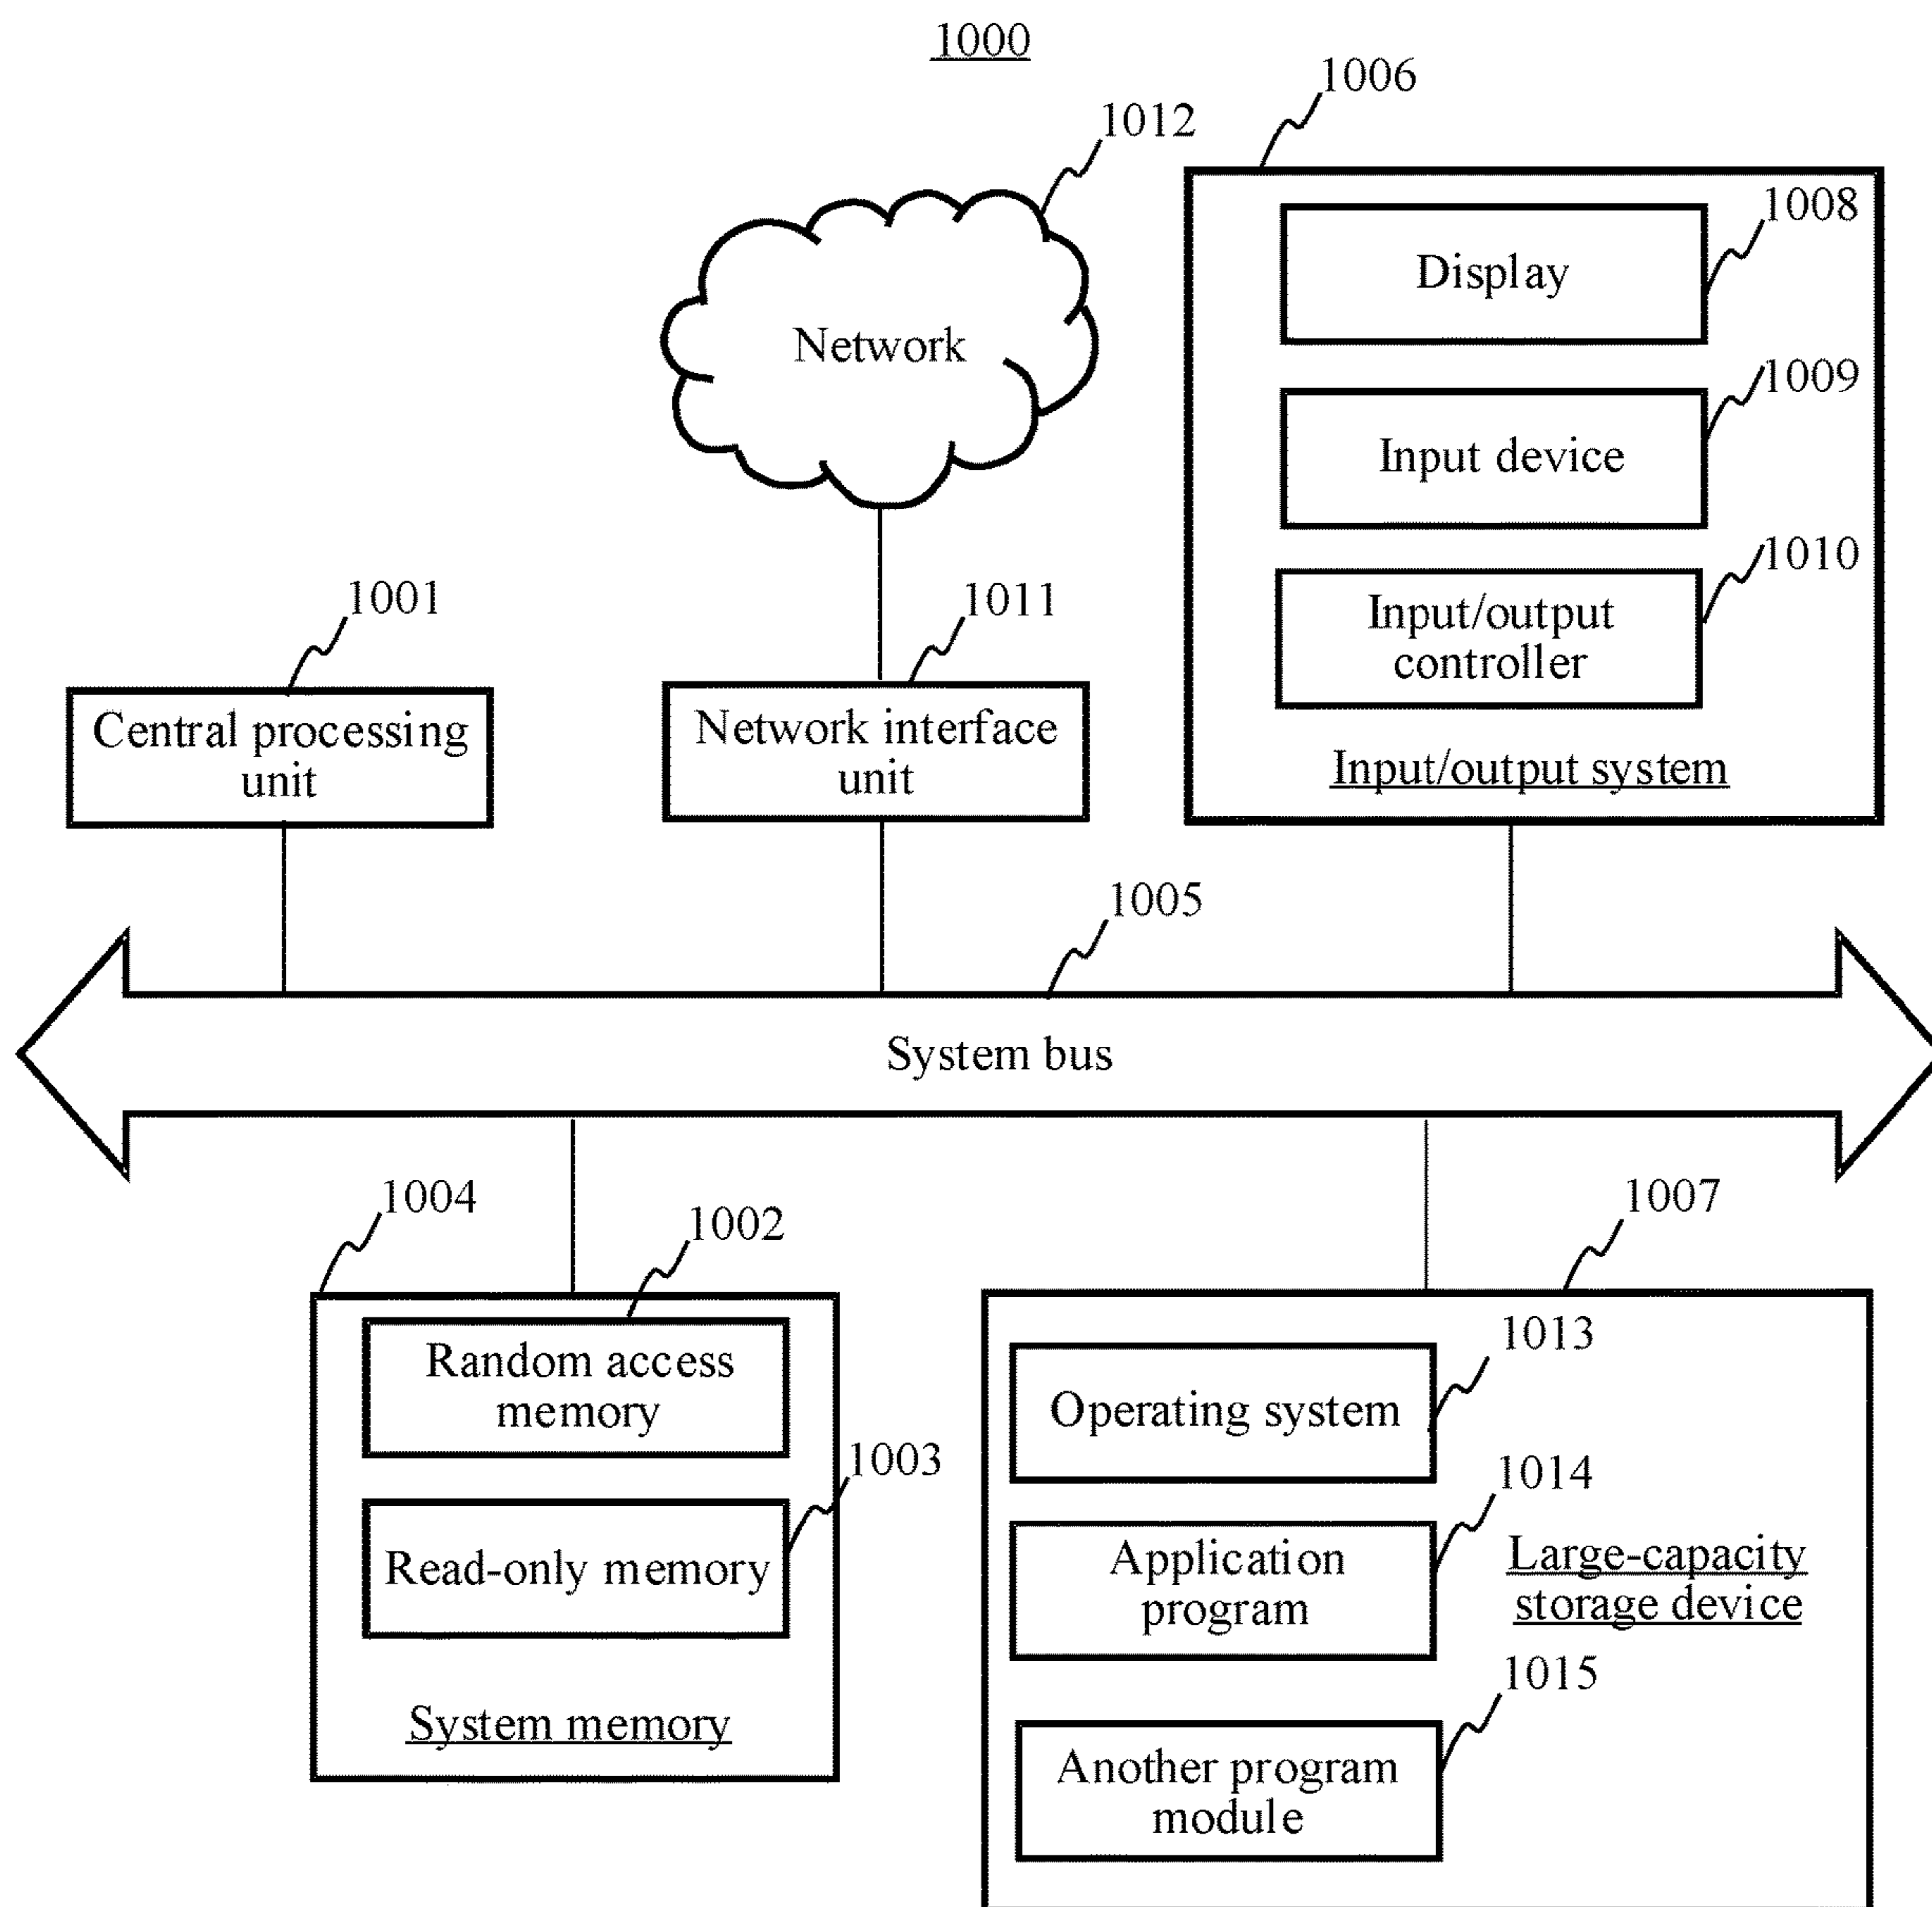 1000
1006
1012
1008
Display
1009
Network
Input device
1010
1001
1011
Input/output
controller
Central processing
unit
Network interface
unit
Input/output system
1005
System bus
1004
1002
1007
Random access
memory
1013
Operating system
1003
1014
Read-only memory
Application
program
Large-capacity
storage device
1015
System memory
Another program
module